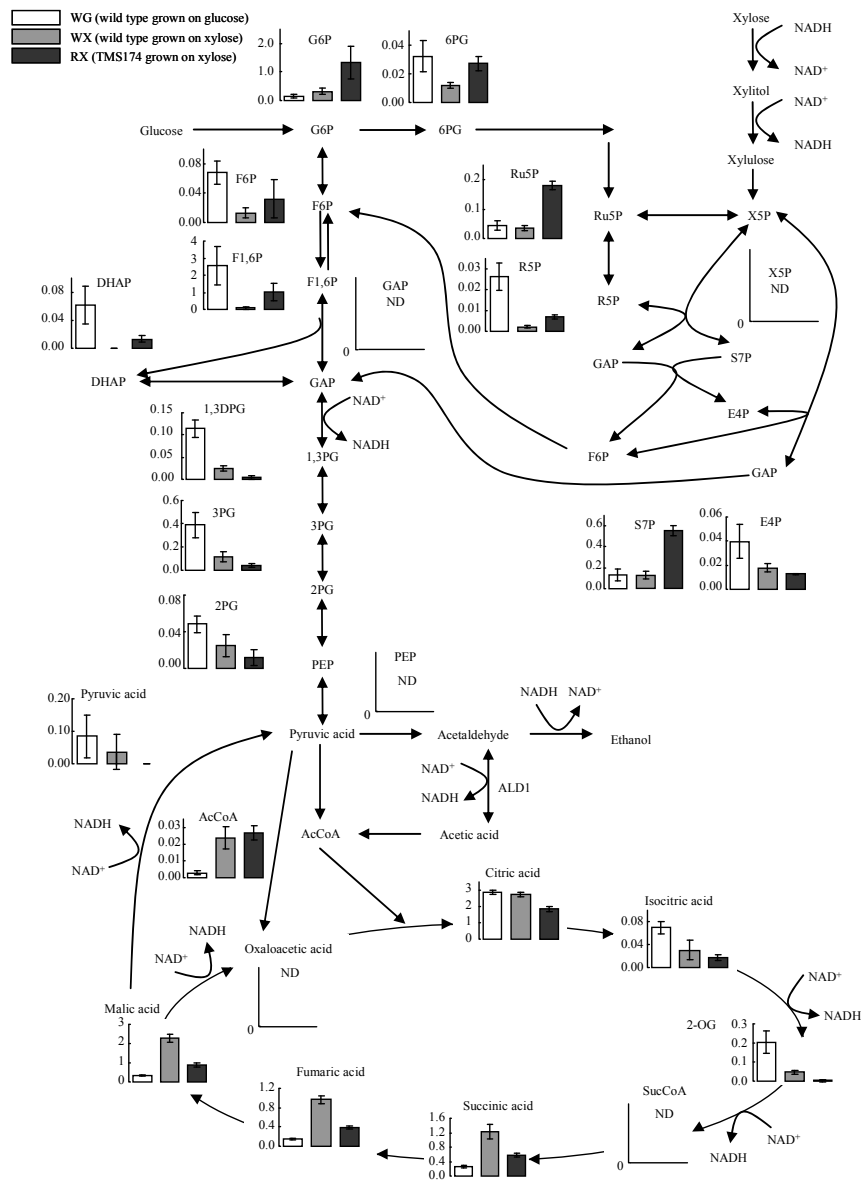 WG (wild type grown on glucose)
WX (wild type grown on xylose)
RX (TMS174 grown on xylose)
G6P
2.0
1.0
0.0
6PG
0.04
0.02
0.00
Xylose
NADH
NAD+
Xylitol
NAD+
NADH
Xylulose
Glucose
G6P
6PG
F6P
0.08
0.04
0.00
F6P
Ru5P
0.2
0.1
0.0
Ru5P
X5P
F1,6P
4
3
2
1
0
F1,6P
GAP
ND
0
R5P
0.03
0.02
0.01
0.00
R5P
X5P
ND
0
DHAP
0.08
0.04
0.00
DHAP
GAP
GAP
S7P
NAD+
NADH
E4P
1,3DPG
0.15
0.10
0.05
0.00
1,3PG
F6P
GAP
3PG
0.6
0.4
0.2
0.0
3PG
S7P
0.6
0.4
0.2
0.0
E4P
0.06
0.04
0.02
0.00
2PG
0.08
0.04
0.00
2PG
PEP
PEP
ND
0
Pyruvic acid
0.20
0.10
0.00
NADH
NAD+
Pyruvic acid
Acetaldehyde
Ethanol
NAD+
NADH
ALD1
NADH
NAD+
AcCoA
0.03
0.02
0.01
0.00
AcCoA
Acetic acid
Citric acid
3
2
1
0
Isocitric acid
0.08
0.04
0.00
NADH
NAD+
Oxaloacetic acid
ND
0
NAD+
NADH
Malic acid
3
2
1
0
2-OG
0.3
0.2
0.1
0.0
Fumaric acid
1.2
0.8
0.4
0.0
Succinic acid
1.6
1.2
0.8
0.4
0.0
SucCoA
ND
0
NAD+
NADH